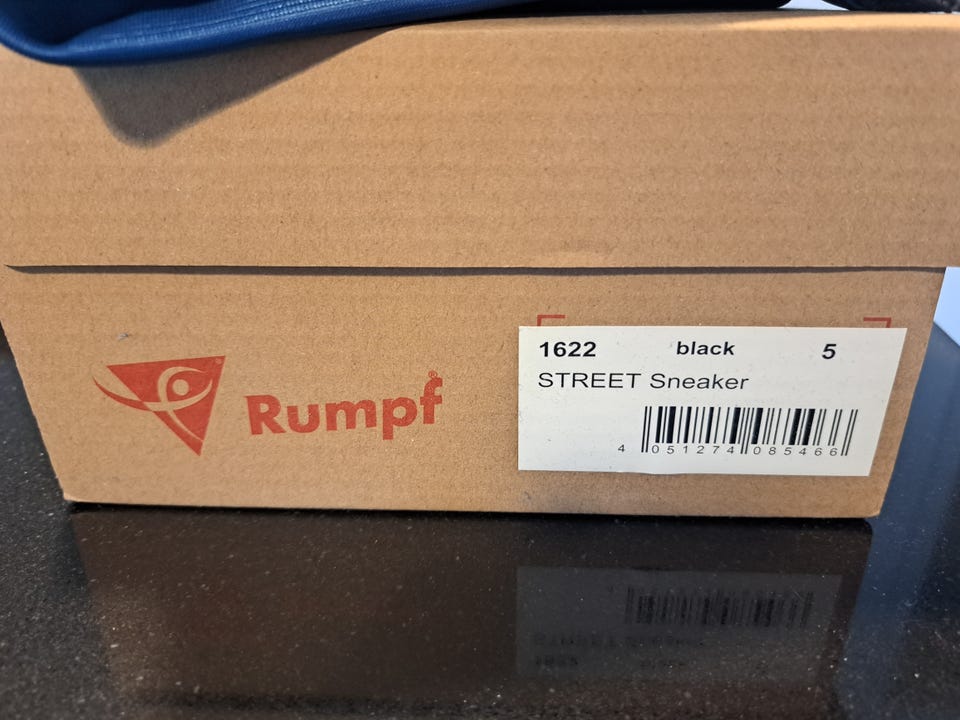 Rumpf®
1622 black 5
STREET Sneaker
4 051274 085466